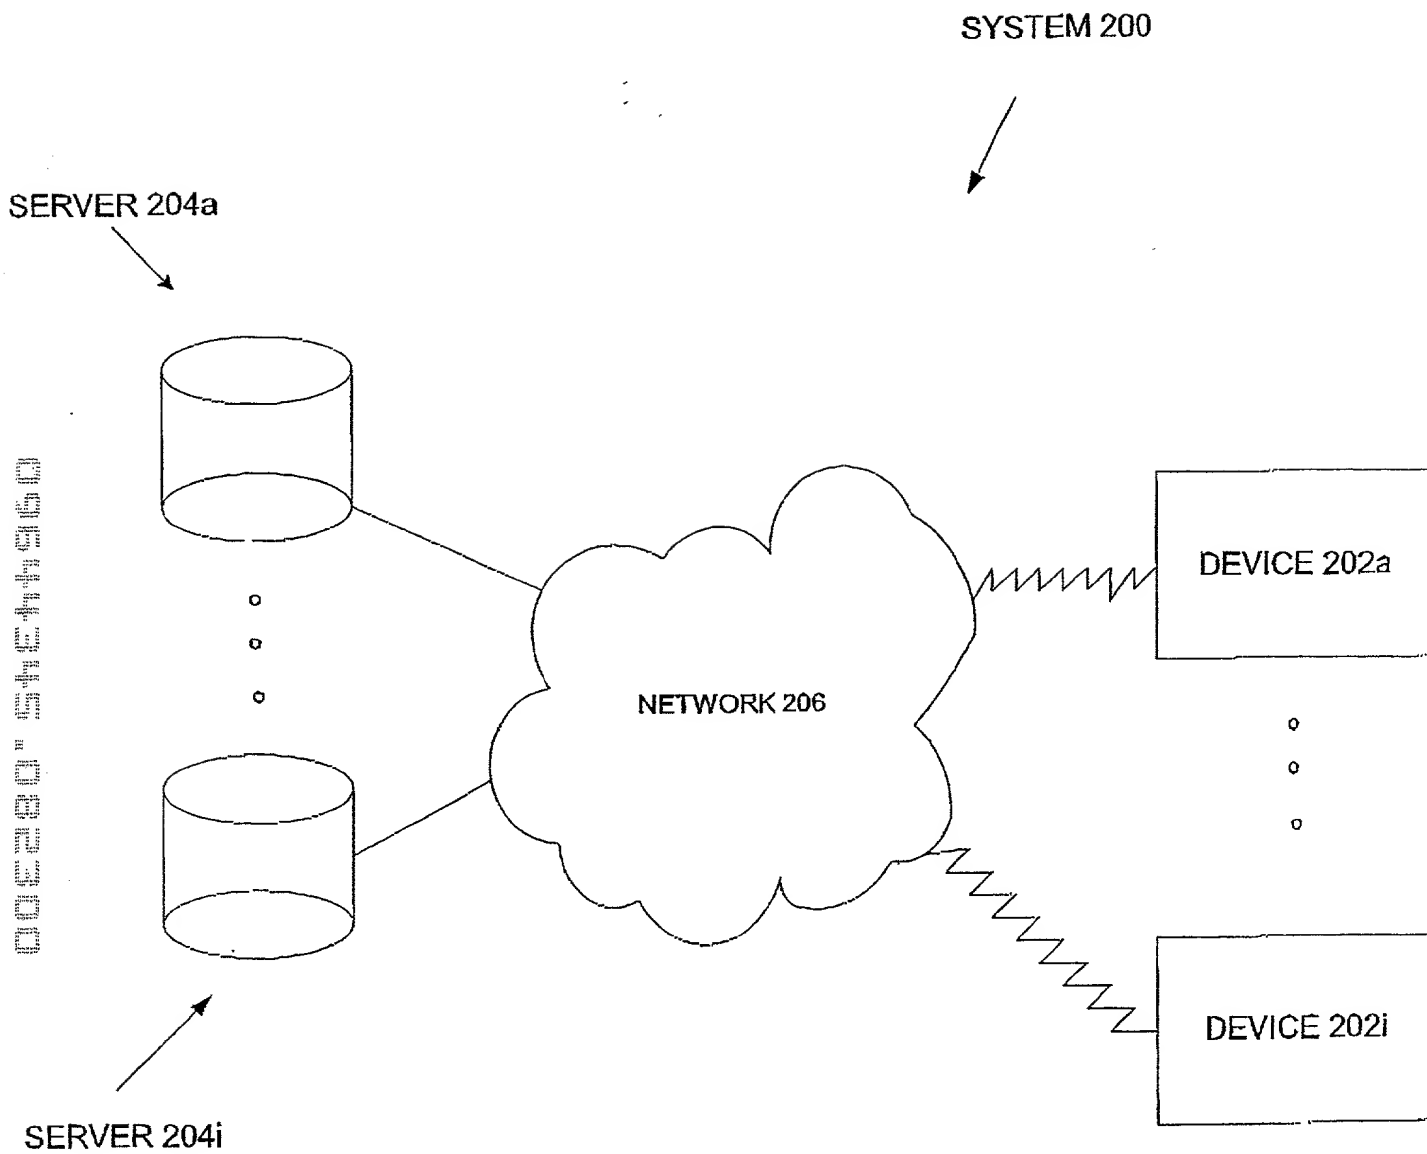 SYSTEM 200
SERVER 204a
NETWORK 206
DEVICE 202a
DEVICE 202i
SERVER 204i